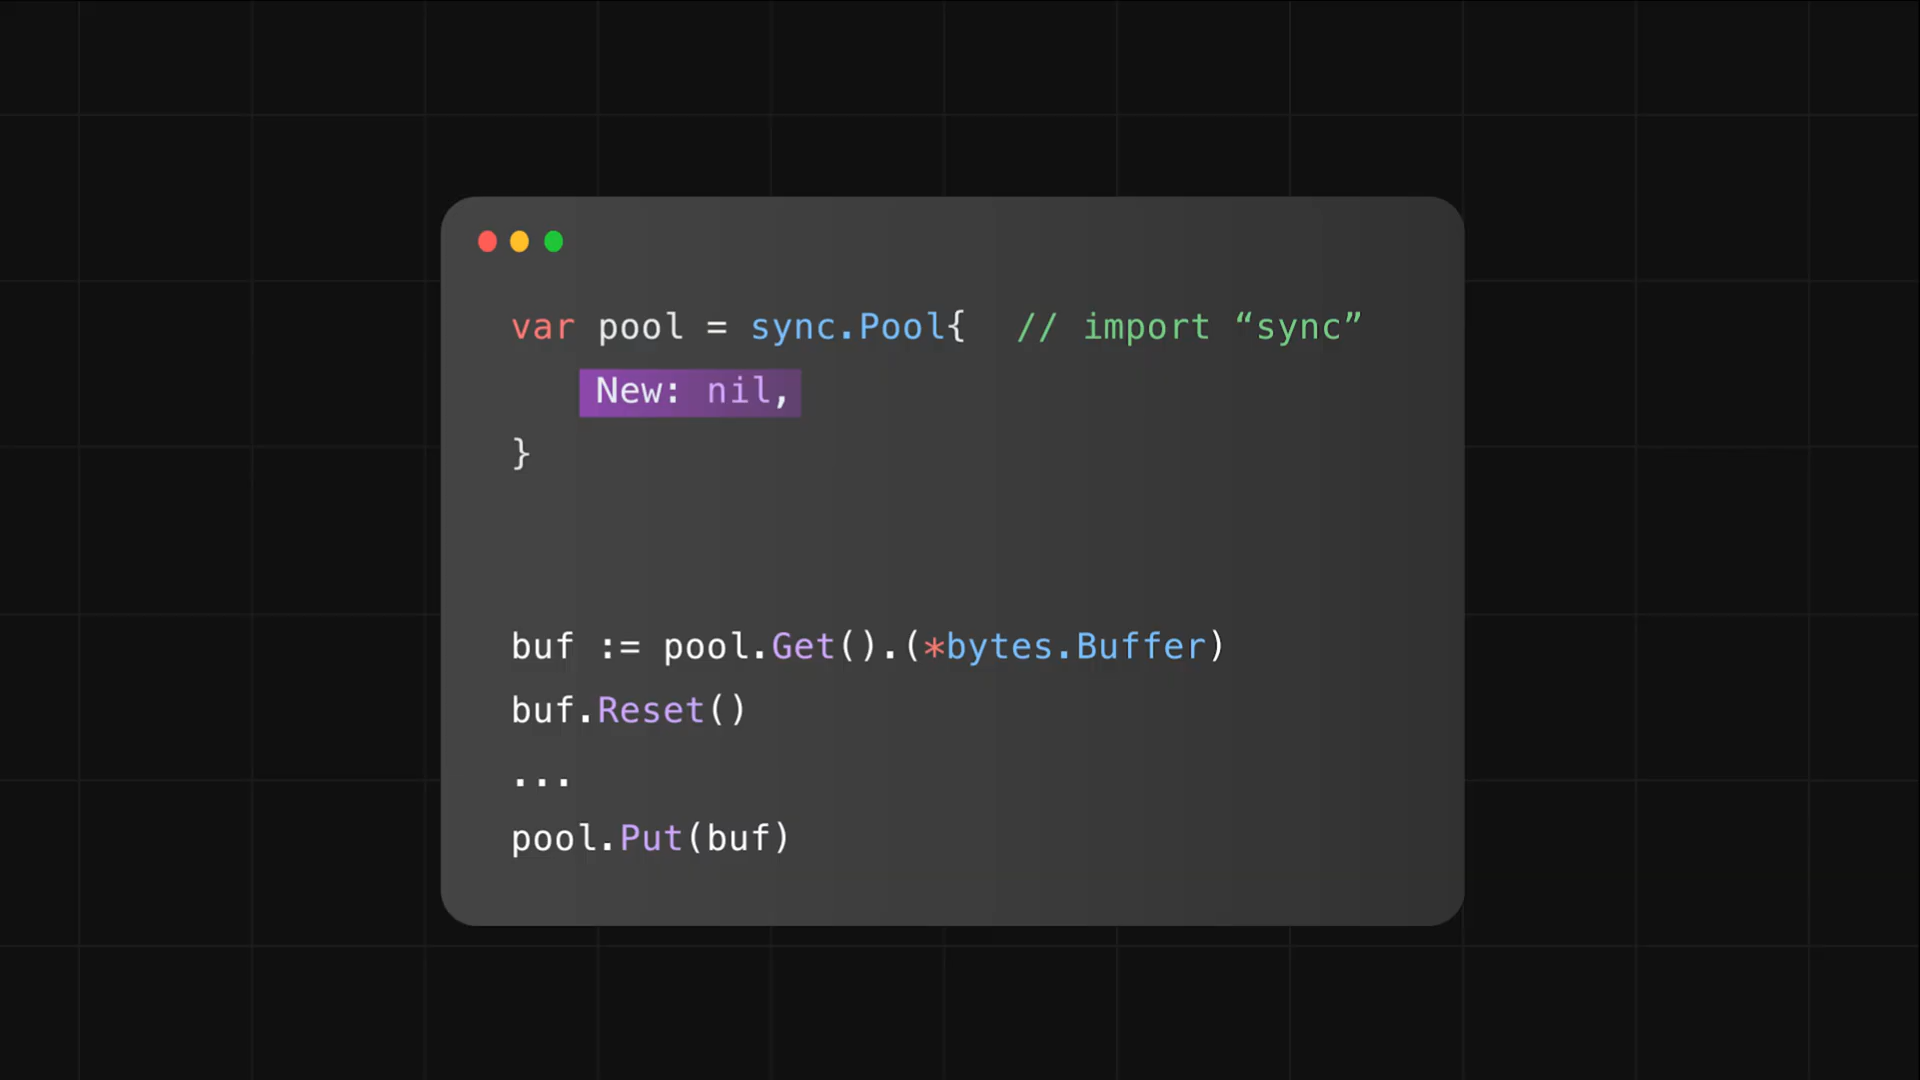 var pool = sync.Pool{ // import “sync”
New: nil,
}
buf := pool.Get().(*bytes.Buffer)
buf.Reset()
...
pool.Put(buf)